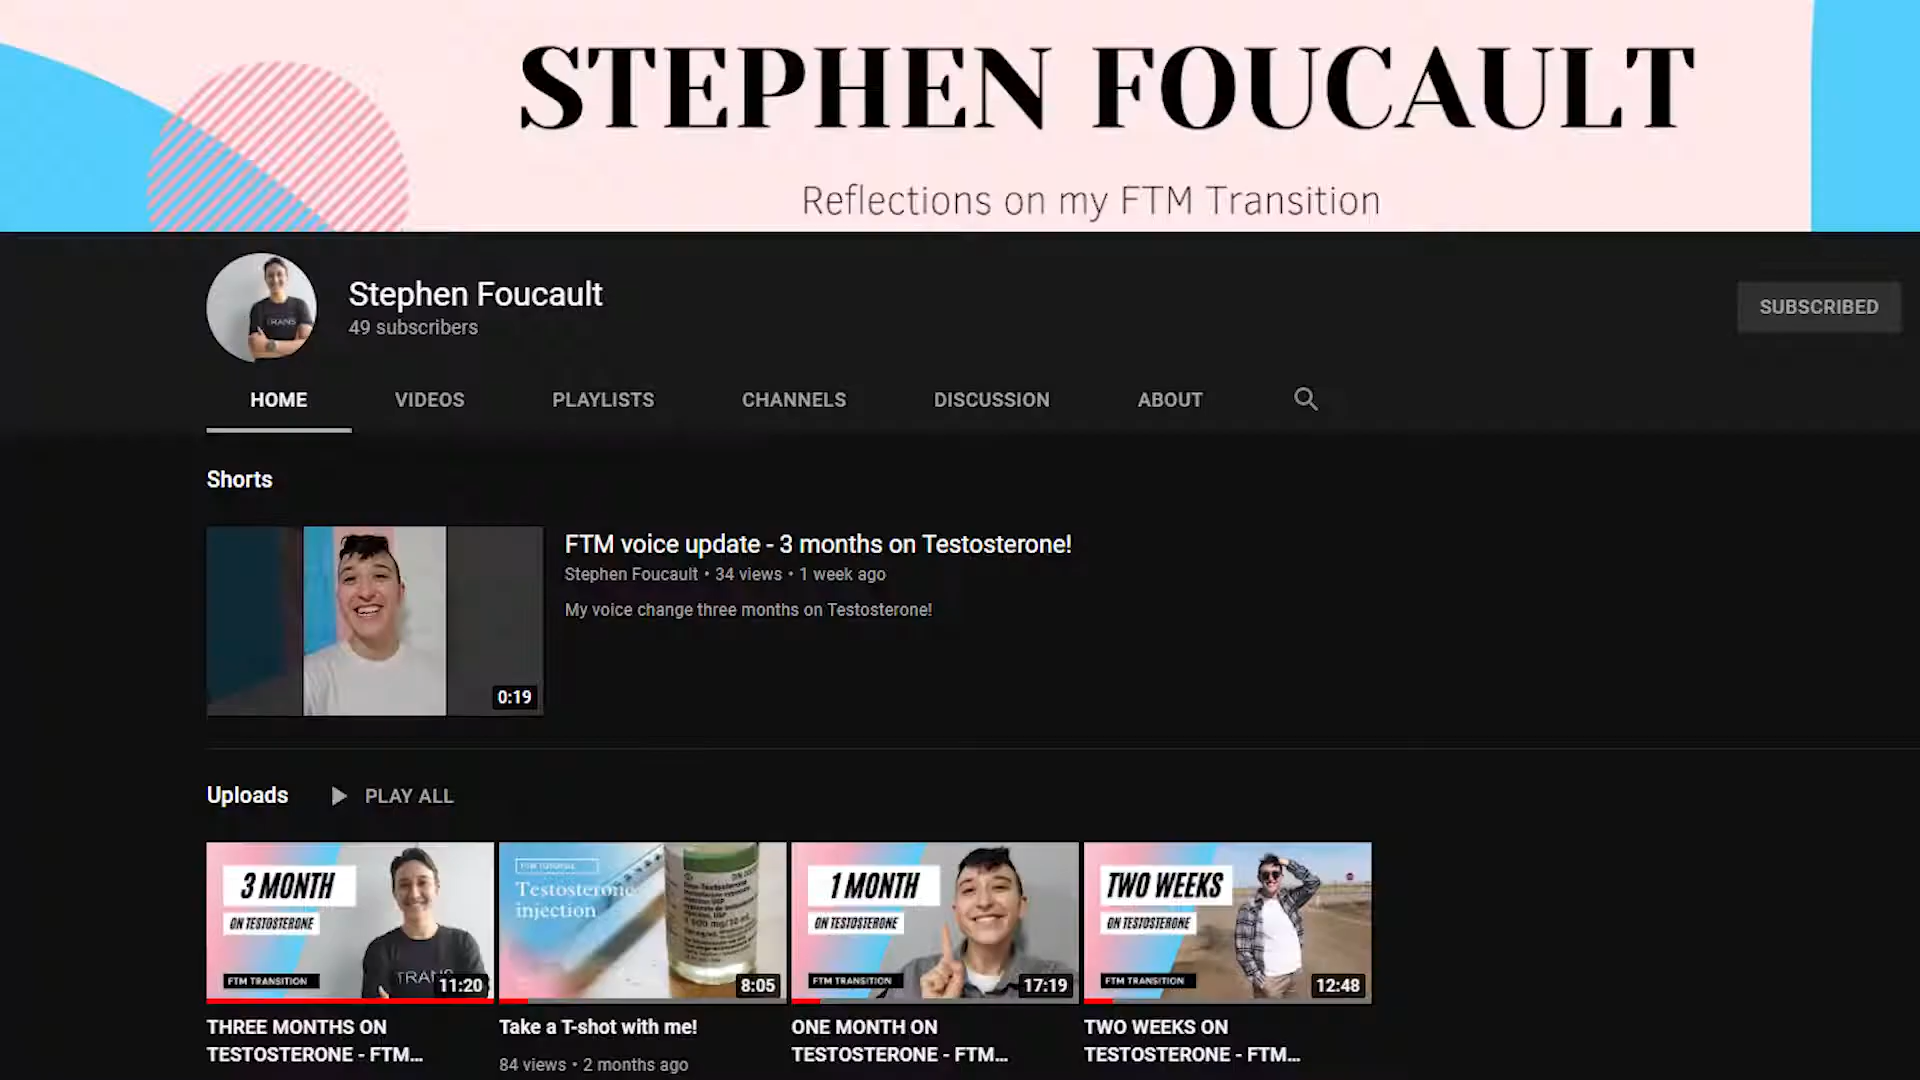 STEPHEN FOUCAULT
Reflections on my FTM Transition
Stephen Foucault
49 subscribers
SUBSCRIBED
HOME VIDEOS PLAYLISTS CHANNELS DISCUSSION ABOUT
Shorts
TRANS
FTM voice update - 3 months on Testosterone!
Stephen Foucault • 34 views • 1 week ago
My voice change three months on Testosterone!
0:19
Uploads PLAY ALL
3 MONTH
ON TESTOSTERONE
FTM TRANSITION
TRANS
11:20
THREE MONTHS ON
TESTOSTERONE - FTM...
Testosterone
injection
8:05
Take a T-shot with me!
84 views • 2 months ago
1 MONTH
ON TESTOSTERONE
FTM TRANSITION
17:19
ONE MONTH ON
TESTOSTERONE - FTM...
TWO WEEKS
ON TESTOSTERONE
FTM TRANSITION
12:48
TWO WEEKS ON
TESTOSTERONE - FTM...